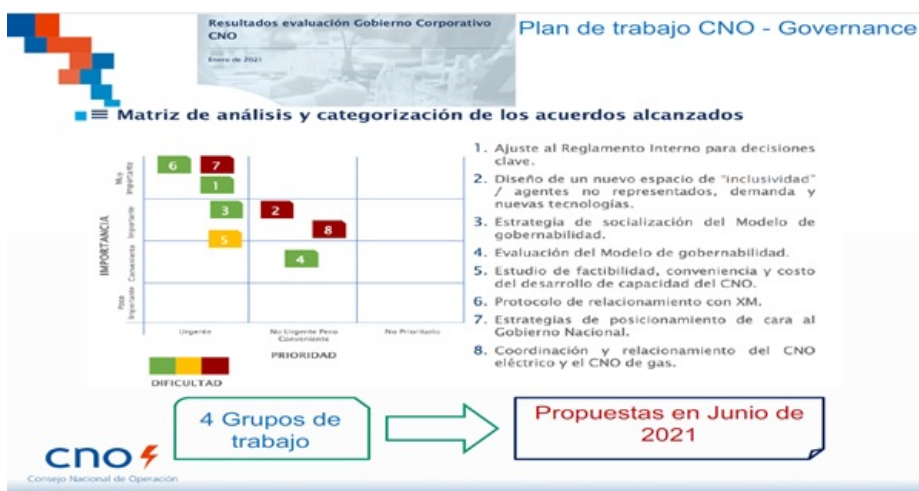 Resultados evaluación Gobierno Corporativo
CNO
Enero de 2021
Plan de trabajo CNO - Governance
Matriz de análisis y categorización de los acuerdos alcanzados
IMPORTANCIA
Muy
Importante
Importante
Conveniente
Poco
Importante
6
7
1
3
2
8
5
4
Urgente
No Urgente Pero
Conveniente
No Prioritario
PRIORIDAD
DIFICULTAD
1. Ajuste al Reglamento Interno para decisiones
clave.
2. Diseño de un nuevo espacio de "inclusividad"
/ agentes no representados, demanda y
nuevas tecnologías.
3. Estrategia de socialización del Modelo de
gobernabilidad.
4. Evaluación del Modelo de gobernabilidad.
5. Estudio de factibilidad, conveniencia y costo
del desarrollo de capacidad del CNO.
6. Protocolo de relacionamiento con XM.
7. Estrategias de posicionamiento de cara al
Gobierno Nacional.
8. Coordinación y relacionamiento del CNO
eléctrico y el CNO de gas.
4 Grupos de
trabajo
Propuestas en Junio de
2021
cno
Consejo Nacional de Operación